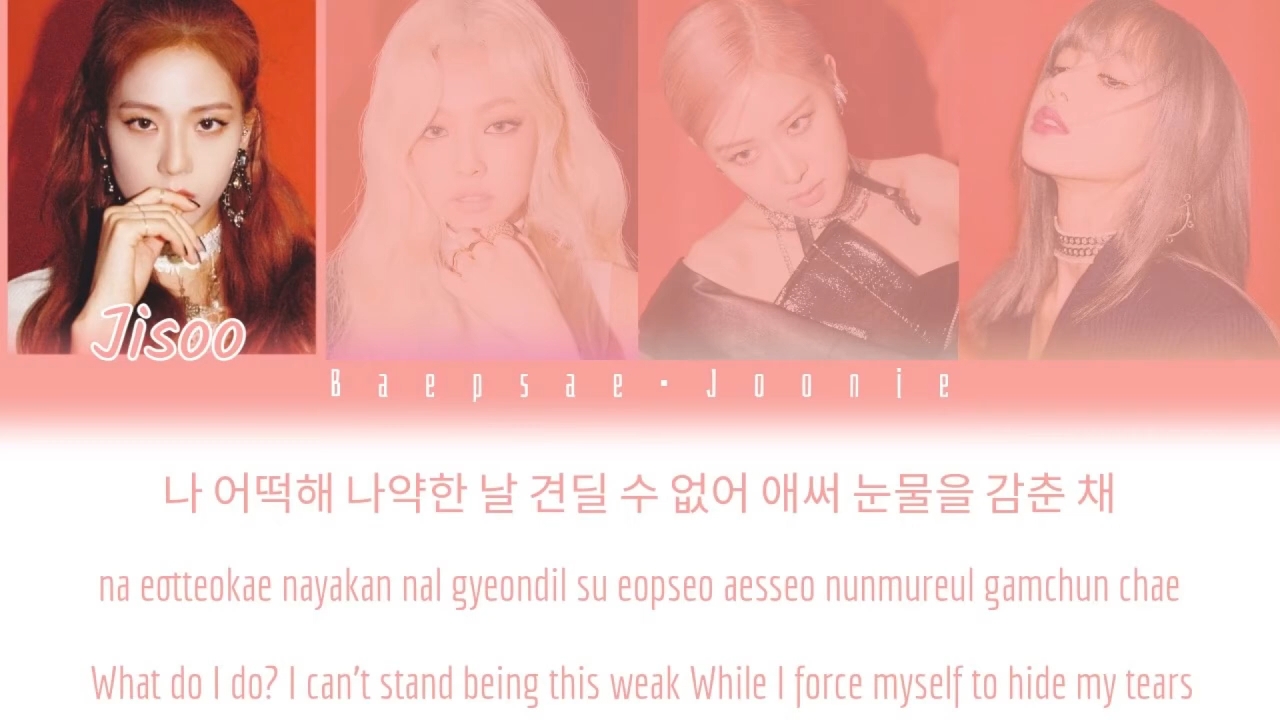 Jisoo
Baepsae·Joonie
나 어떡해 나약한 날 견딜 수 없어 애써 눈물을 감춘 채
na eotteokae nayakan nal gyeondil su eopseo aesseo nunmureul gamchun chae
What do I do? I can't stand being this weak While I force myself to hide my tears